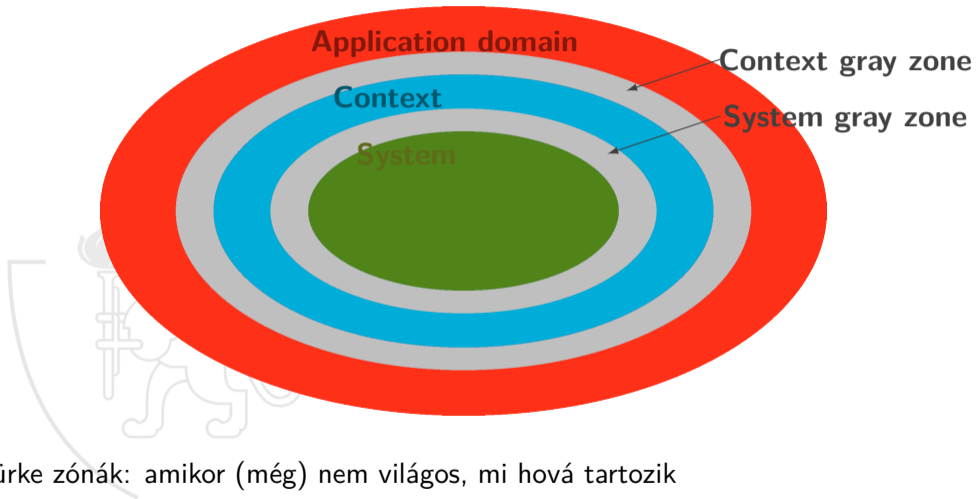 Application domain
Context gray zone
Context
System gray zone
System
ürke zónák: amikor (még) nem világos, mi hová tartozik